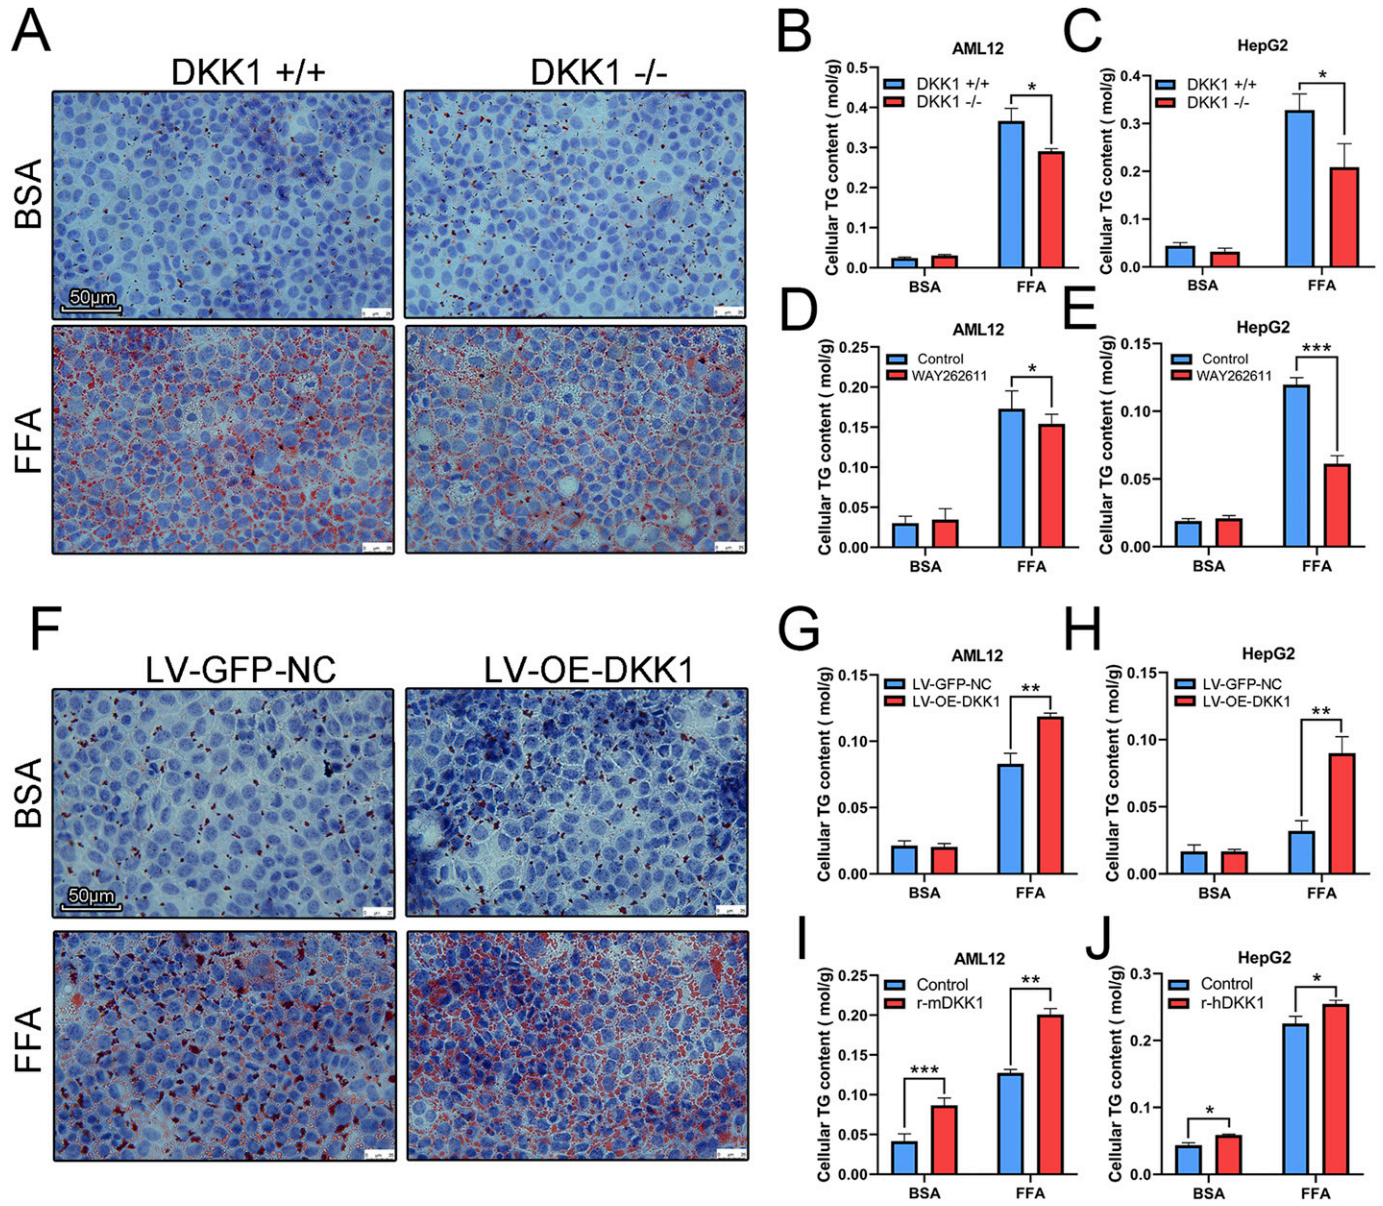 A
DKK1 +/+
DKK1 -/-
BSA
50μm
FFA
B
AML12
DKK1 +/+
DKK1 -/-
Cellular TG content ( mol/g)
0.5
0.4
0.3
0.2
0.1
0.0
*
BSA
FFA
C
HepG2
DKK1 +/+
DKK1 -/-
Cellular TG content ( mol/g)
0.4
0.3
0.2
0.1
0.0
*
BSA
FFA
D
AML12
Control
WAY262611
Cellular TG content ( mol/g)
0.25
0.20
0.15
0.10
0.05
0.00
*
BSA
FFA
E
HepG2
Control
WAY262611
Cellular TG content ( mol/g)
0.15
0.10
0.05
0.00
***
BSA
FFA
F
LV-GFP-NC
LV-OE-DKK1
BSA
50μm
FFA
G
AML12
LV-GFP-NC
LV-OE-DKK1
Cellular TG content ( mol/g)
0.15
0.10
0.05
0.00
**
BSA
FFA
H
HepG2
LV-GFP-NC
LV-OE-DKK1
Cellular TG content ( mol/g)
0.15
0.10
0.05
0.00
**
BSA
FFA
I
AML12
Control
r-mDKK1
Cellular TG content ( mol/g)
0.25
0.20
0.15
0.10
0.05
0.00
***
**
BSA
FFA
J
HepG2
Control
r-hDKK1
Cellular TG content ( mol/g)
0.3
0.2
0.1
0.0
*
*
BSA
FFA